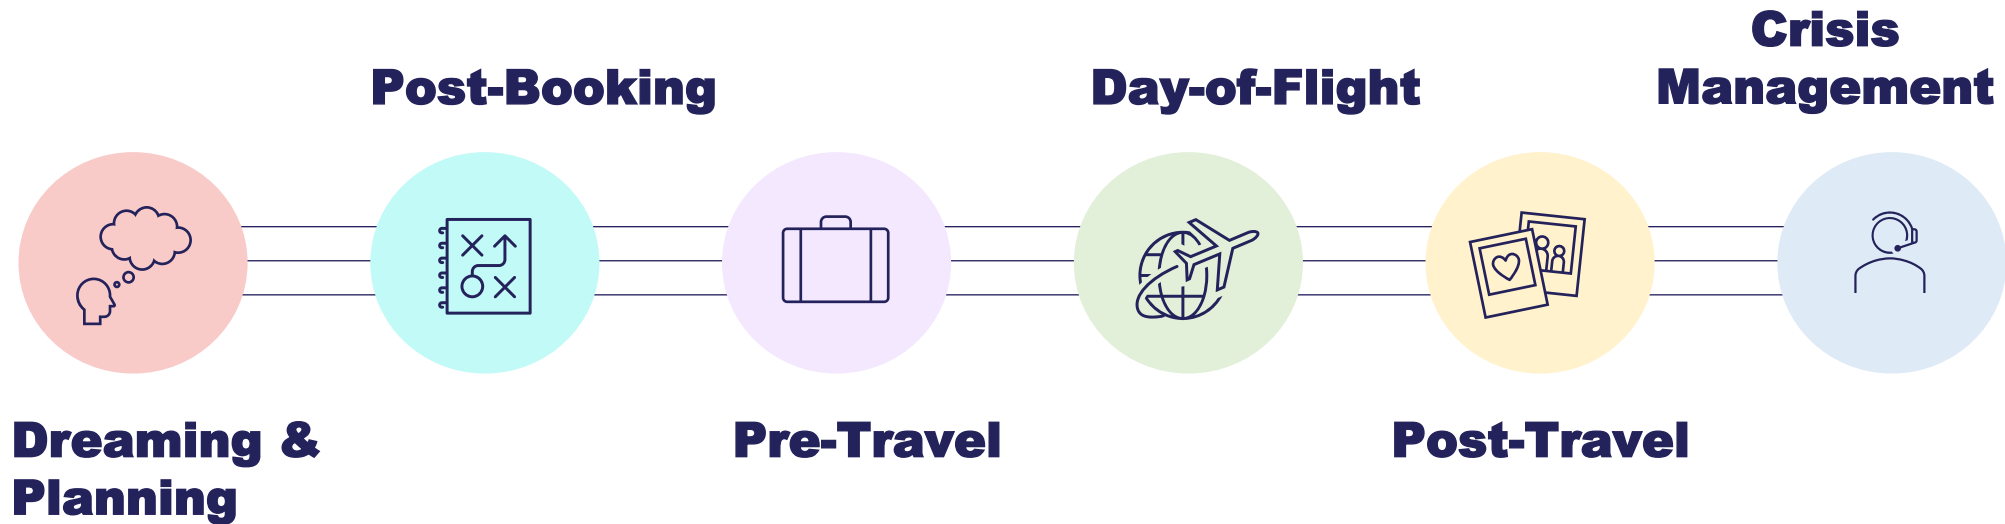 Dreaming &
Planning
Post-Booking
Pre-Travel
Day-of-Flight
Post-Travel
Crisis
Management